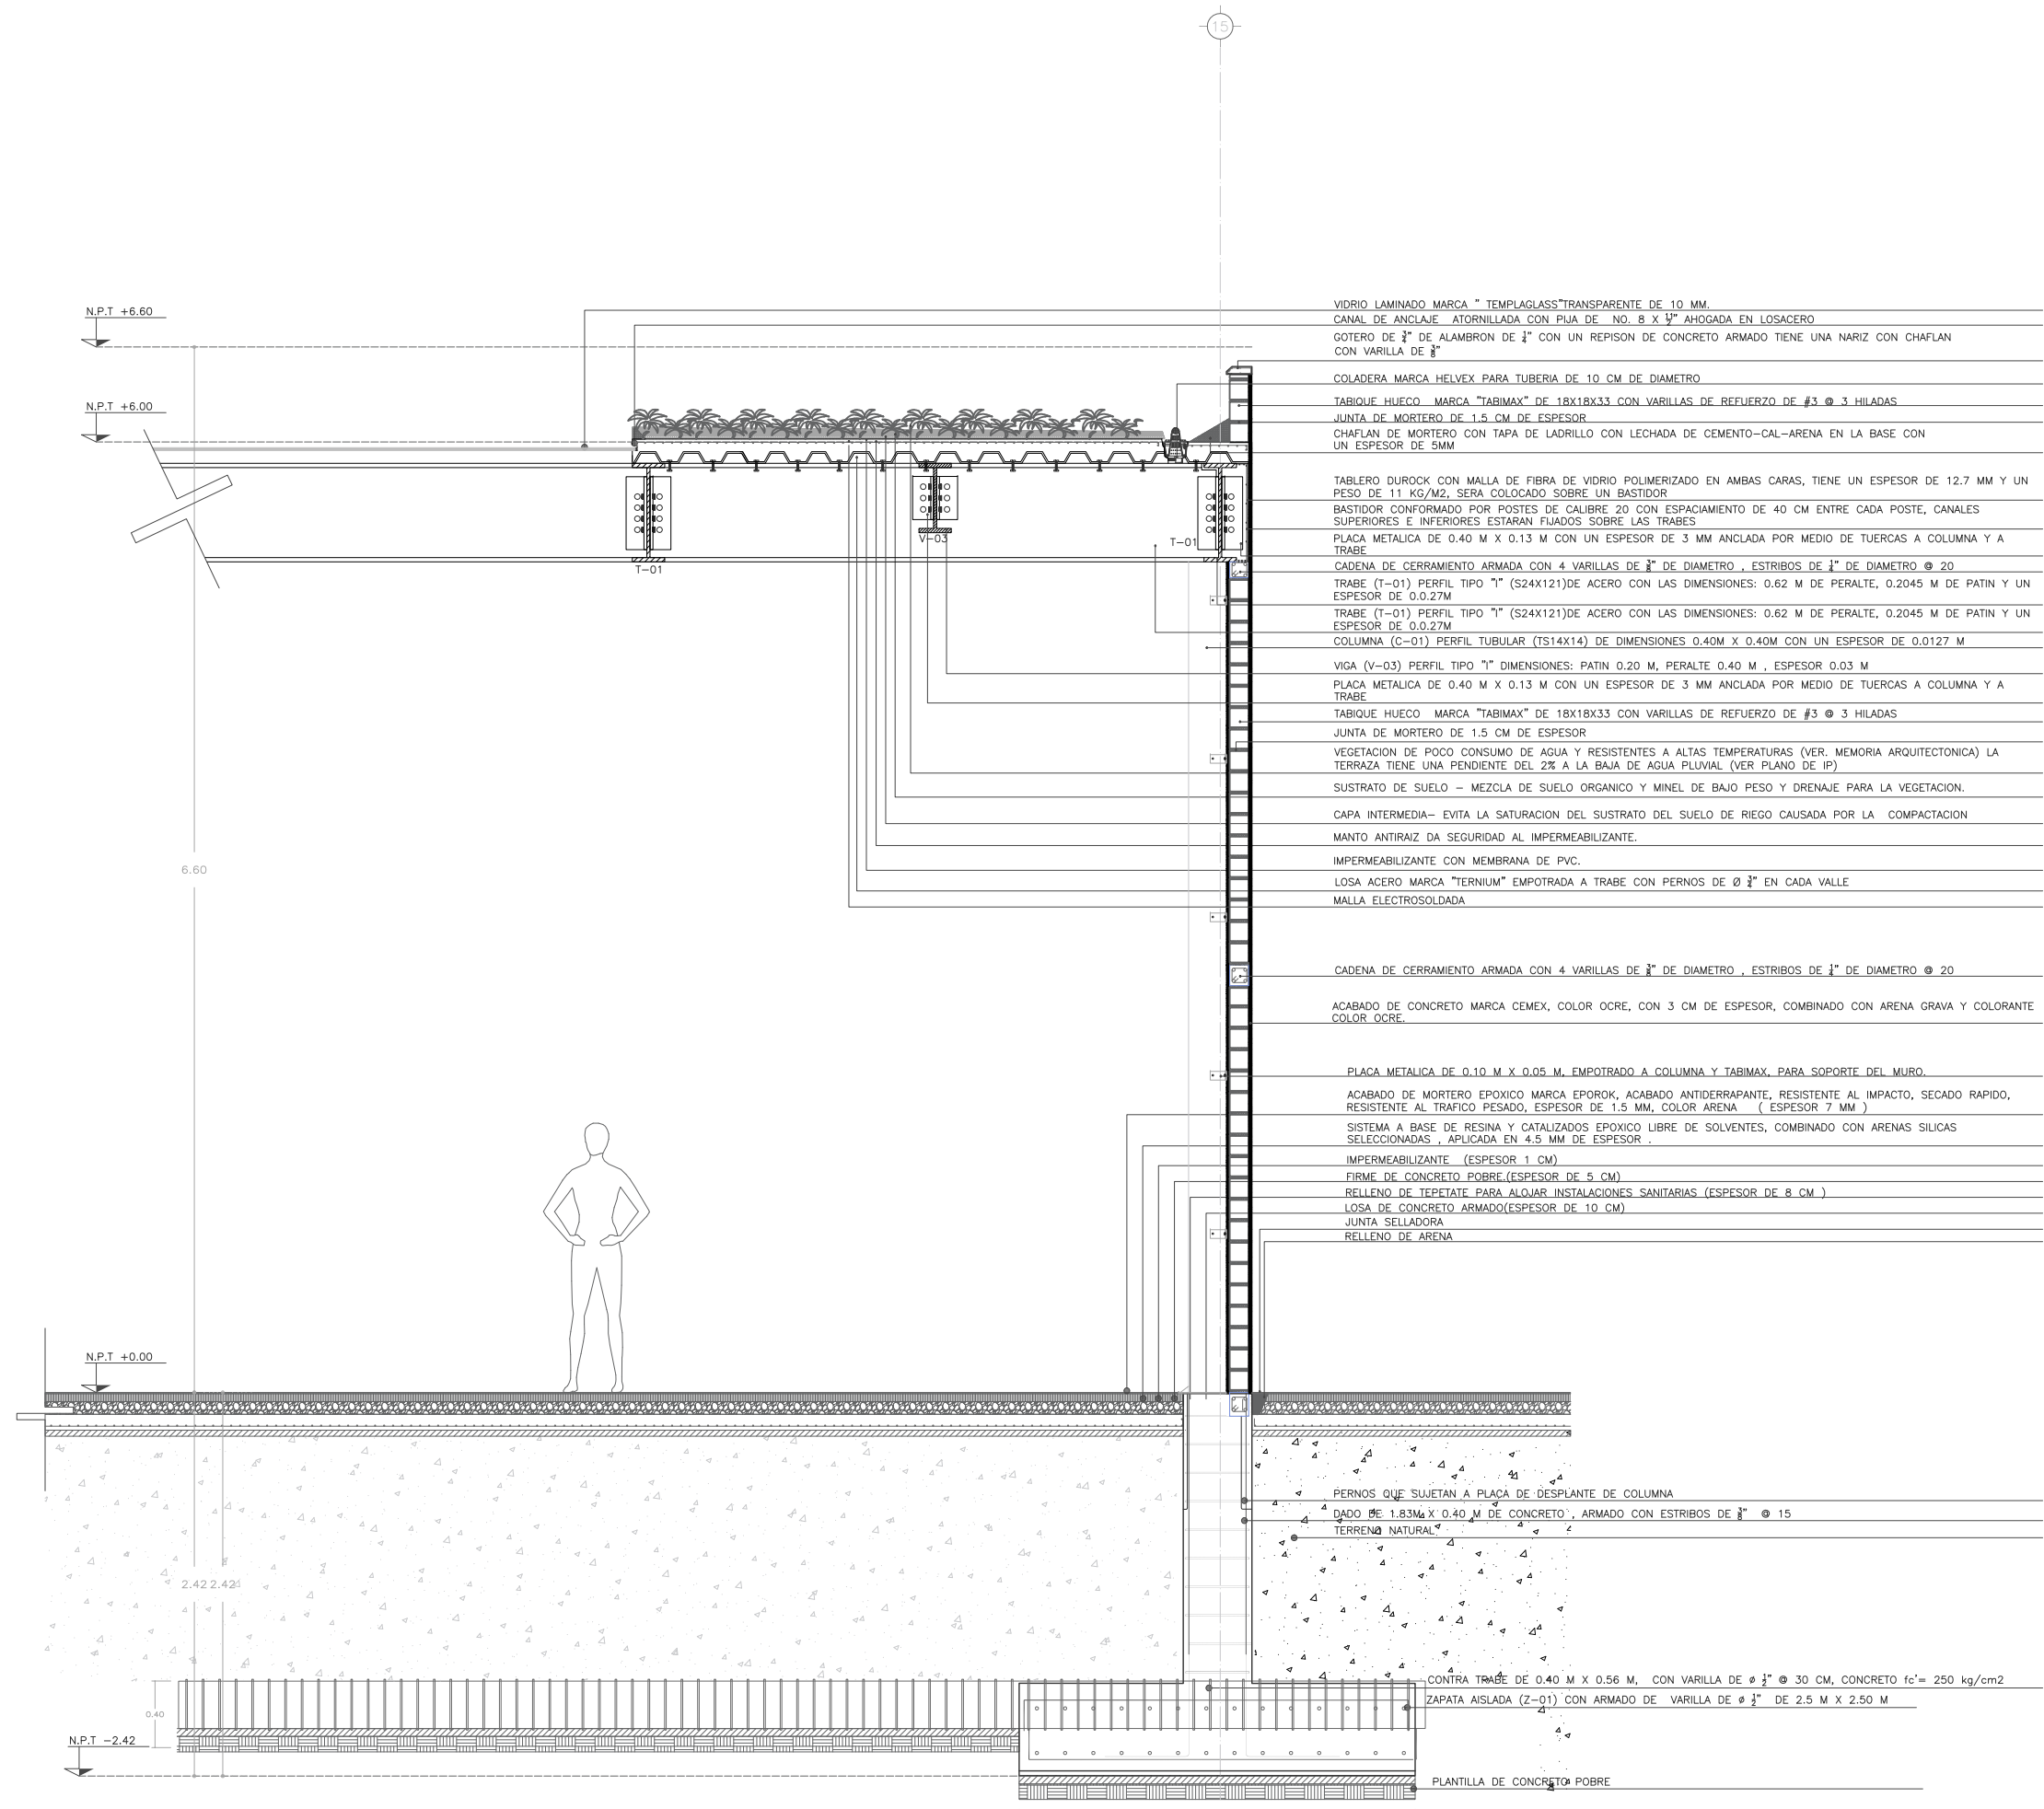 15
N.P.T +6.60
VIDRIO LAMINADO MARCA " TEMPLAGLASS"TRANSPARENTE DE 10 MM.
CANAL DE ANCLAJE ATORNILLADA CON PIJA DE NO. 8 X 1 1/2" AHOGADA EN LOSACERO
GOTERO DE 3/4" DE ALAMBRON DE 1/4" CON UN REPISON DE CONCRETO ARMADO TIENE UNA NARIZ CON CHAFLAN
CON VARILLA DE 3/8"
COLADERA MARCA HELVEX PARA TUBERIA DE 10 CM DE DIAMETRO
N.P.T +6.00
TABIQUE HUECO MARCA "TABIMAX" DE 18X18X33 CON VARILLAS DE REFUERZO DE #3 @ 3 HILADAS
JUNTA DE MORTERO DE 1.5 CM DE ESPESOR
CHAFLAN DE MORTERO CON TAPA DE LADRILLO CON LECHADA DE CEMENTO-CAL-ARENA EN LA BASE CON
UN ESPESOR DE 5MM
TABLERO DUROCK CON MALLA DE FIBRA DE VIDRIO POLIMERIZADO EN AMBAS CARAS, TIENE UN ESPESOR DE 12.7 MM Y UN
PESO DE 11 KG/M2, SERA COLOCADO SOBRE UN BASTIDOR
BASTIDOR CONFORMADO POR POSTES DE CALIBRE 20 CON ESPACIAMIENTO DE 40 CM ENTRE CADA POSTE, CANALES
SUPERIORES E INFERIORES ESTARAN FIJADOS SOBRE LAS TRABES
V-03
T-01
T-01
PLACA METALICA DE 0.40 M X 0.13 M CON UN ESPESOR DE 3 MM ANCLADA POR MEDIO DE TUERCAS A COLUMNA Y A
TRABE
CADENA DE CERRAMIENTO ARMADA CON 4 VARILLAS DE 3/8" DE DIAMETRO , ESTRIBOS DE 1/4" DE DIAMETRO @ 20
TRABE (T-01) PERFIL TIPO "I" (S24X121)DE ACERO CON LAS DIMENSIONES: 0.62 M DE PERALTE, 0.2045 M DE PATIN Y UN
ESPESOR DE 0.0.27M
TRABE (T-01) PERFIL TIPO "I" (S24X121)DE ACERO CON LAS DIMENSIONES: 0.62 M DE PERALTE, 0.2045 M DE PATIN Y UN
ESPESOR DE 0.0.27M
COLUMNA (C-01) PERFIL TUBULAR (TS14X14) DE DIMENSIONES 0.40M X 0.40M CON UN ESPESOR DE 0.0127 M
VIGA (V-03) PERFIL TIPO "I" DIMENSIONES: PATIN 0.20 M, PERALTE 0.40 M , ESPESOR 0.03 M
PLACA METALICA DE 0.40 M X 0.13 M CON UN ESPESOR DE 3 MM ANCLADA POR MEDIO DE TUERCAS A COLUMNA Y A
TRABE
TABIQUE HUECO MARCA "TABIMAX" DE 18X18X33 CON VARILLAS DE REFUERZO DE #3 @ 3 HILADAS
JUNTA DE MORTERO DE 1.5 CM DE ESPESOR
VEGETACION DE POCO CONSUMO DE AGUA Y RESISTENTES A ALTAS TEMPERATURAS (VER. MEMORIA ARQUITECTONICA) LA
TERRAZA TIENE UNA PENDIENTE DEL 2% A LA BAJA DE AGUA PLUVIAL (VER PLANO DE IP)
SUSTRATO DE SUELO - MEZCLA DE SUELO ORGANICO Y MINEL DE BAJO PESO Y DRENAJE PARA LA VEGETACION.
CAPA INTERMEDIA- EVITA LA SATURACION DEL SUSTRATO DEL SUELO DE RIEGO CAUSADA POR LA COMPACTACION
MANTO ANTIRAIZ DA SEGURIDAD AL IMPERMEABILIZANTE.
IMPERMEABILIZANTE CON MEMBRANA DE PVC.
6.60
LOSA ACERO MARCA "TERNIUM" EMPOTRADA A TRABE CON PERNOS DE Ø 3/4" EN CADA VALLE
MALLA ELECTROSOLDADA
CADENA DE CERRAMIENTO ARMADA CON 4 VARILLAS DE 3/8" DE DIAMETRO , ESTRIBOS DE 1/4" DE DIAMETRO @ 20
ACABADO DE CONCRETO MARCA CEMEX, COLOR OCRE, CON 3 CM DE ESPESOR, COMBINADO CON ARENA GRAVA Y COLORANTE
COLOR OCRE.
PLACA METALICA DE 0.10 M X 0.05 M, EMPOTRADO A COLUMNA Y TABIMAX, PARA SOPORTE DEL MURO.
ACABADO DE MORTERO EPOXICO MARCA EPOROK, ACABADO ANTIDERRAPANTE, RESISTENTE AL IMPACTO, SECADO RAPIDO,
RESISTENTE AL TRAFICO PESADO, ESPESOR DE 1.5 MM, COLOR ARENA ( ESPESOR 7 MM )
SISTEMA A BASE DE RESINA Y CATALIZADOS EPOXICO LIBRE DE SOLVENTES, COMBINADO CON ARENAS SILICAS
SELECCIONADAS , APLICADA EN 4.5 MM DE ESPESOR .
IMPERMEABILIZANTE (ESPESOR 1 CM)
FIRME DE CONCRETO POBRE.(ESPESOR DE 5 CM)
RELLENO DE TEPETATE PARA ALOJAR INSTALACIONES SANITARIAS (ESPESOR DE 8 CM )
LOSA DE CONCRETO ARMADO(ESPESOR DE 10 CM)
JUNTA SELLADORA
RELLENO DE ARENA
N.P.T +0.00
PERNOS QUE SUJETAN A PLACA DE DESPLANTE DE COLUMNA
DADO DE 1.83M X 0.40 M DE CONCRETO , ARMADO CON ESTRIBOS DE 3/8" @ 15
TERRENO NATURAL
2.42 2.42
CONTRA TRABE DE 0.40 M X 0.56 M, CON VARILLA DE ø 1/2" @ 30 CM, CONCRETO fc'= 250 kg/cm2
ZAPATA AISLADA (Z-01) CON ARMADO DE VARILLA DE ø 1/2" DE 2.5 M X 2.50 M
0.40
N.P.T -2.42
PLANTILLA DE CONCRETO POBRE